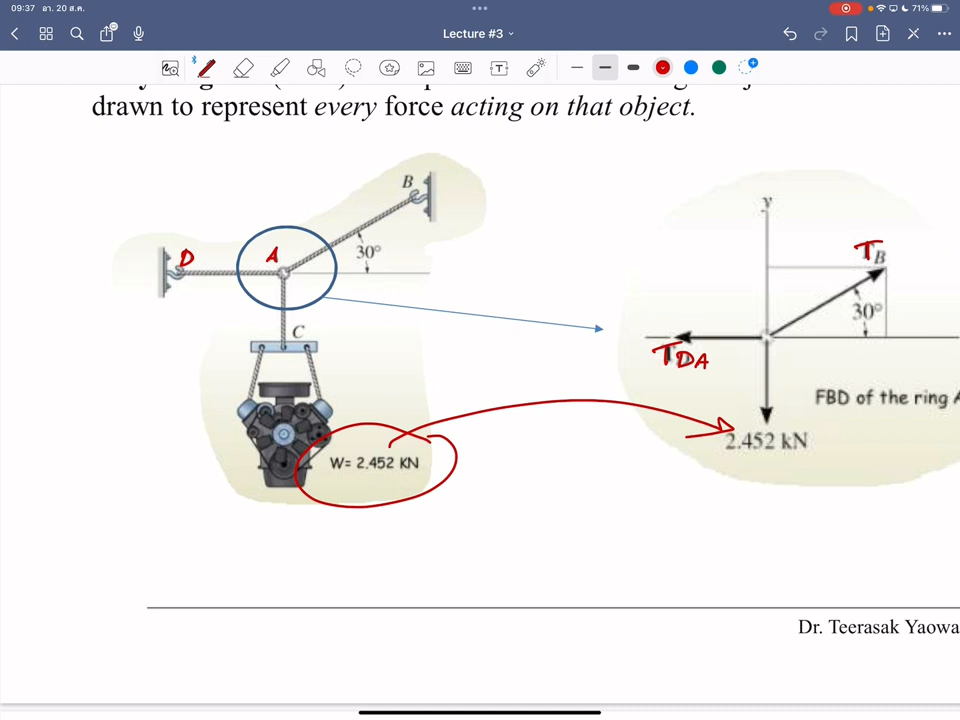 09:37 อา. 20 ส.ค.
71%
Lecture #3
drawn to represent every force acting on that object.
B
D
A
30°
C
W= 2.452 KN
y
TB
30°
TDA
FBD of the ring A
2.452 kN
Dr. Teerasak Yaowa